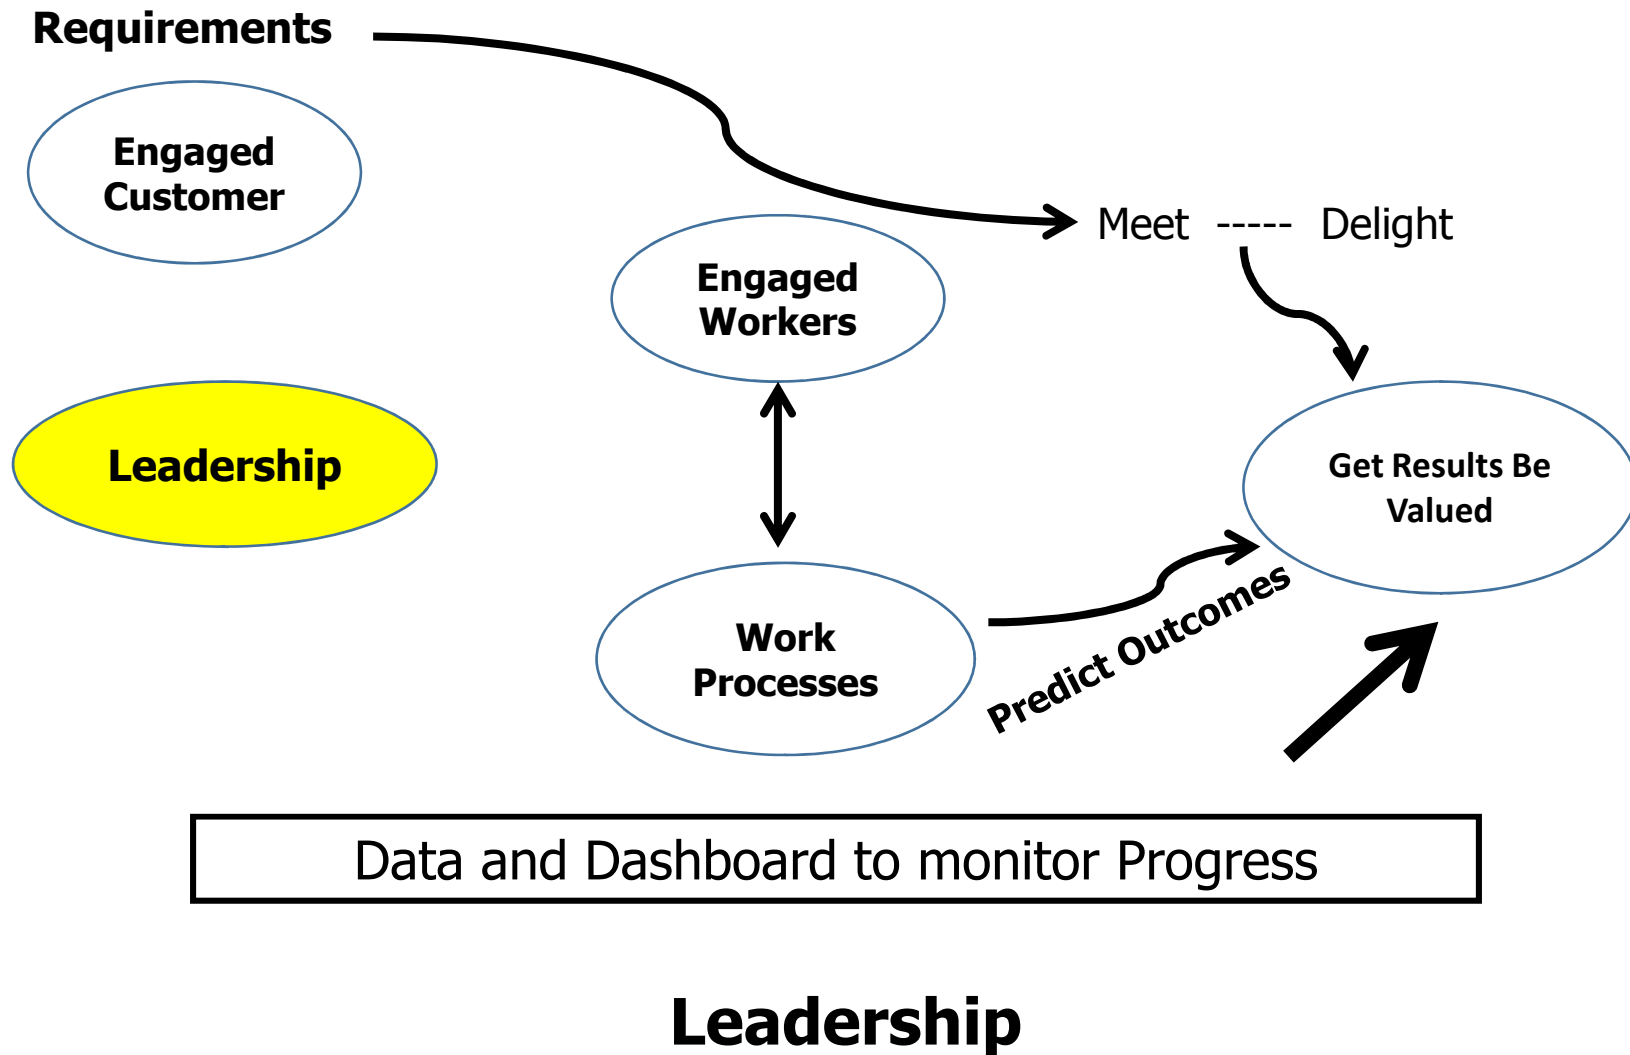 Requirements
Engaged
Customer
Meet ----- Delight
Engaged
Workers
Leadership
Get Results Be
Valued
Work
Processes
Predict Outcomes
Data and Dashboard to monitor Progress
Leadership